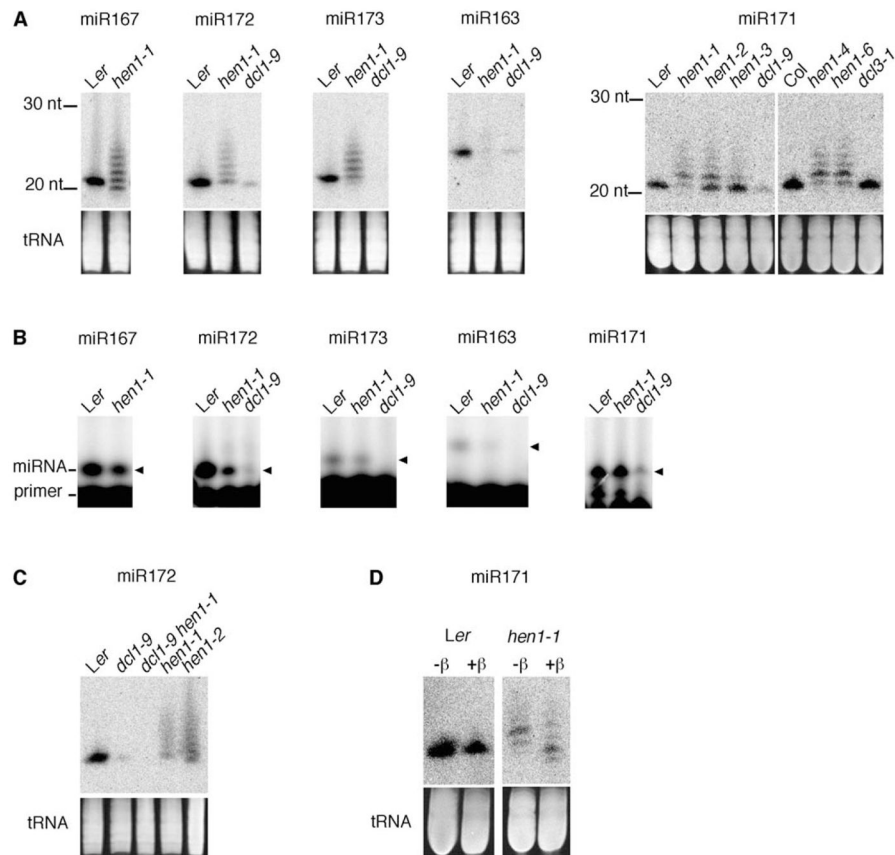 A
miR167 miR172 miR173 miR163 miR171
Ler hen1-1 Ler hen1-1 dcl1-9 Ler hen1-1 dcl1-9 Ler hen1-1 dcl1-9 Ler hen1-1 hen1-2 hen1-3 dcl1-9 Col hen1-4 hen1-6 dcl3-1
30 nt 30 nt
20 nt 20 nt
tRNA
B
miR167 miR172 miR173 miR163 miR171
Ler hen1-1 Ler hen1-1 dcl1-9 Ler hen1-1 dcl1-9 Ler hen1-1 dcl1-9 Ler hen1-1 dcl1-9
miRNA
primer
C
miR172
Ler dcl1-9 dcl1-9 hen1-1 hen1-1 hen1-2
tRNA
D
miR171
Ler hen1-1
-β +β -β +β
tRNA